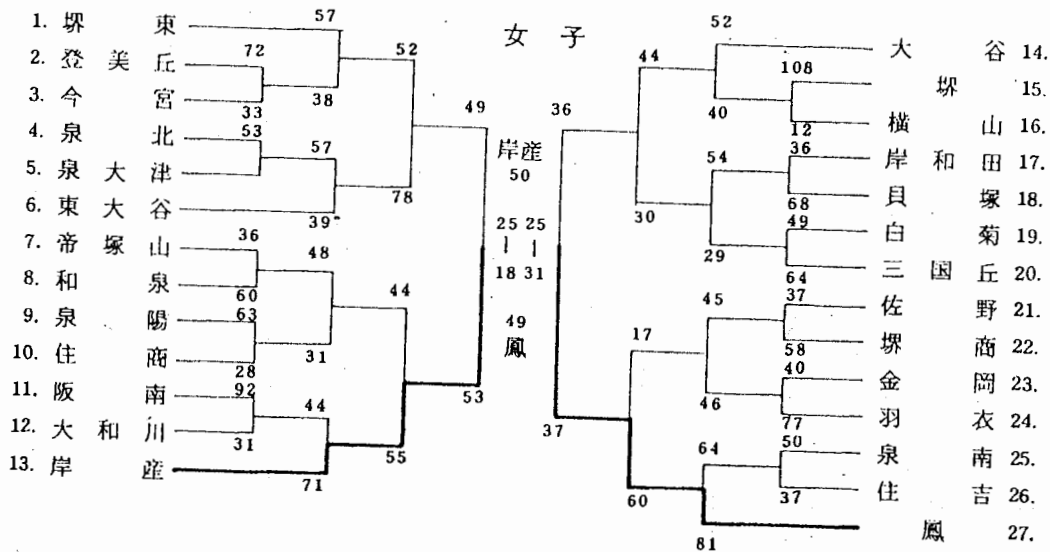 女子
1. 堺東
2. 登美丘
3. 今宮
4. 泉北
5. 泉大津
6. 東大谷
7. 帝塚山
8. 和泉
9. 泉陽
10. 住商
11. 阪南
12. 大和川
13. 岸産
57
72
33
38
53
57
39
52
78
36
60
48
63
28
31
92
31
44
71
44
55
49
53
岸産
50
25 25
| |
18 31
49
鳳
36
37
44
30
52
40
108
12
54
36
68
29
49
64
17
60
45
37
58
46
40
77
64
50
37
81
大谷 14.
堺 15.
横山 16.
岸和田 17.
貝塚 18.
白菊 19.
三国丘 20.
佐野 21.
堺商 22.
金岡 23.
羽衣 24.
泉南 25.
住吉 26.
鳳 27.